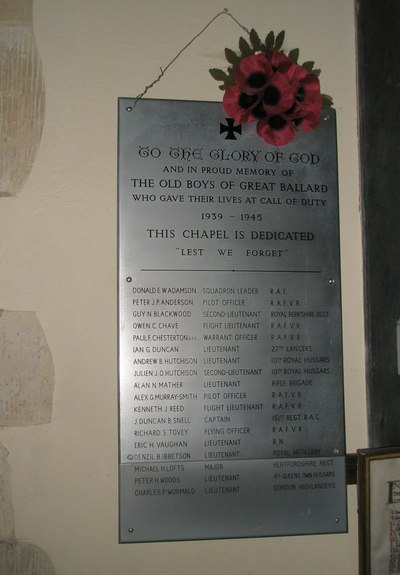 TO THE GLORY OF GOD
AND IN PROUD MEMORY OF
THE OLD BOYS OF GREAT BALLARD
WHO GAVE THEIR LIVES AT CALL OF DUTY
1939 - 1945
THIS CHAPEL IS DEDICATED
"LEST WE FORGET"
DONALD E.W. ADAMSON SQUADRON LEADER R.A.F.
PETER J.P. ANDERSON PILOT OFFICER R.A.F.V.R.
GUY N. BLACKWOOD SECOND-LIEUTENANT ROYAL BERKSHIRE REGT.
OWEN C. CHAVE FLIGHT LIEUTENANT R.A.F.V.R.
PAUL F. CHESTERTON WARRANT OFFICER R.A.F.V.R.
IAN G. DUNCAN LIEUTENANT 27TH LANCERS
ANDREW B. HUTCHISON LIEUTENANT 10TH ROYAL HUSSARS
JULIEN J.O. HUTCHISON SECOND-LIEUTENANT 10TH ROYAL HUSSARS
ALAN N. MATHER LIEUTENANT RIFLE BRIGADE
ALEX G. MURRAY-SMITH PILOT OFFICER R.A.F.V.R.
KENNETH J. REED FLIGHT LIEUTENANT R.A.F.V.R.
J. DUNCAN B. SNELL CAPTAIN REGT. R.A.C.
RICHARD S. TOVEY FLYING OFFICER R.A.F.V.R.
ERIC H. VAUGHAN LIEUTENANT R.N.
DENZIL B. IBBETSON LIEUTENANT ROYAL ARTILLERY
MICHAEL H. LOFTS MAJOR HERTFORDSHIRE REGT.
PETER H. WOODS LIEUTENANT 4TH QUEENS OWN HUSSARS
CHARLES P. WORMALD LIEUTENANT GORDON HIGHLANDERS